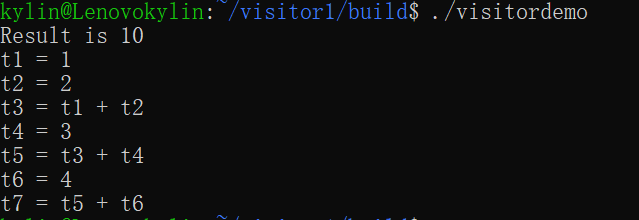 kylin@Lenovokylin:~/visitor1/build$ ./visitordemo
Result is 10
t1 = 1
t2 = 2
t3 = t1 + t2
t4 = 3
t5 = t3 + t4
t6 = 4
t7 = t5 + t6